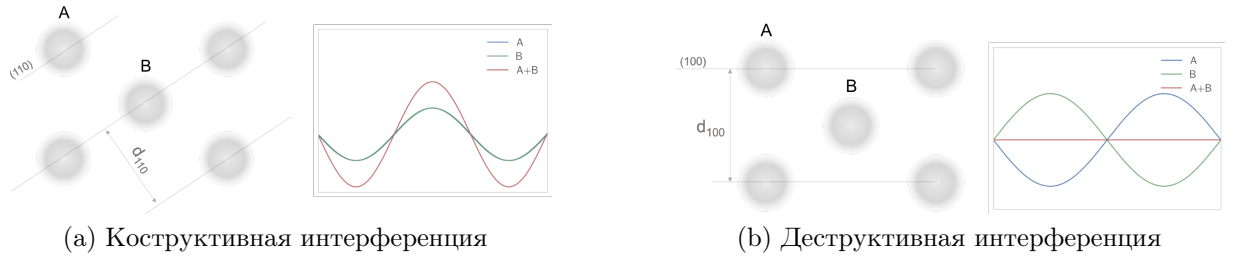 A
(110)
B
d110
A
B
A+B
(a) Коструктивная интерференция
A
(100)
B
d100
A
B
A+B
(b) Деструктивная интерференция